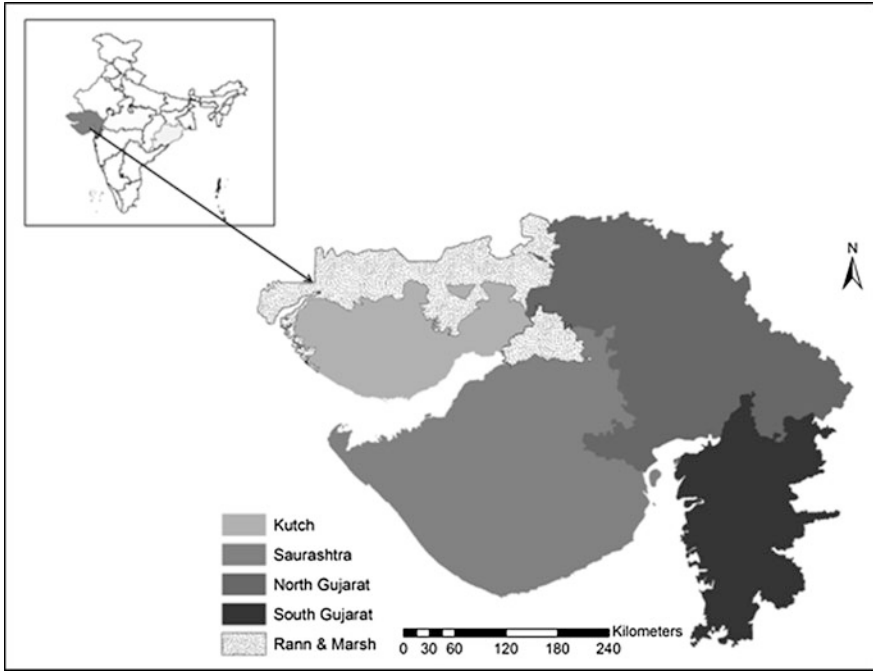 N
Kutch
Saurashtra
North Gujarat
South Gujarat
Rann & Marsh
Kilometers
0 30 60 120 180 240